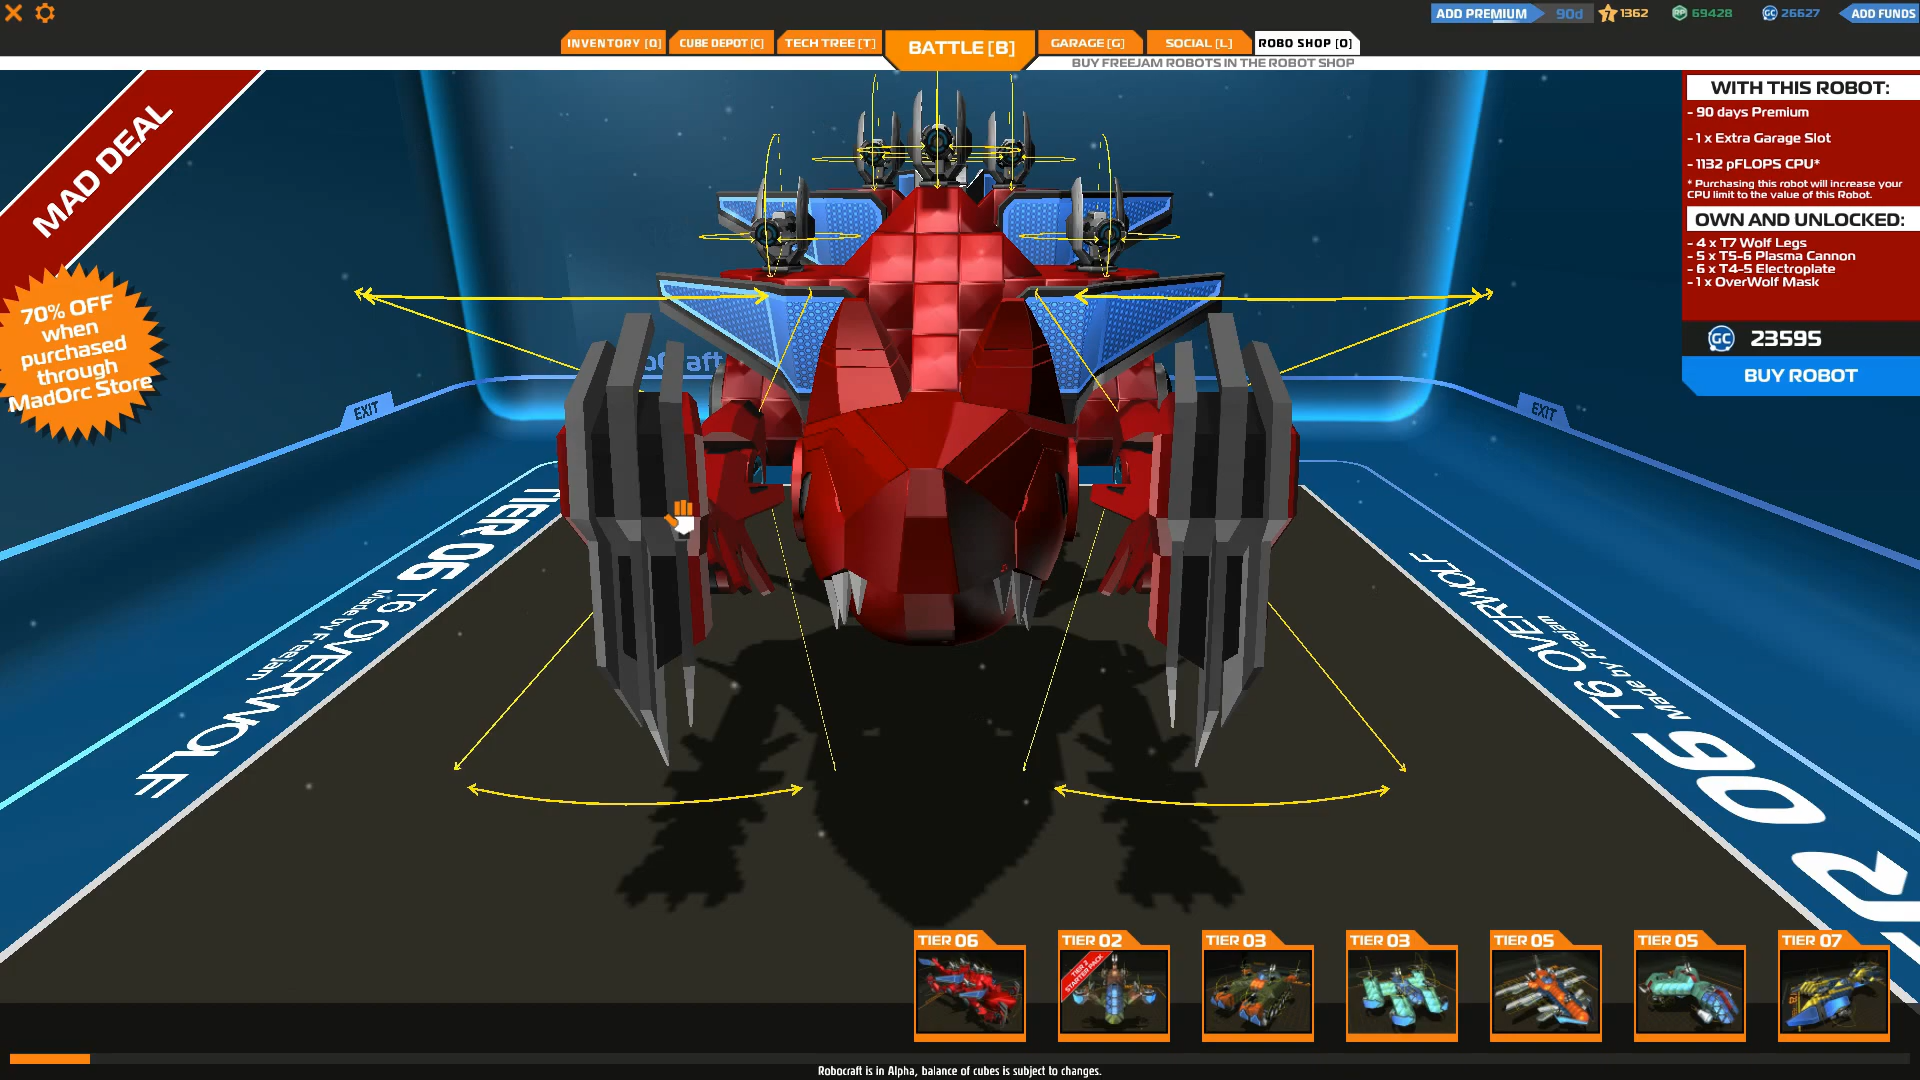 ADD PREMIUM
90d
1362
69428
26627
ADD FUNDS
INVENTORY [Q]
CUBE DEPOT [C]
TECH TREE [T]
BATTLE [B]
GARAGE [G]
SOCIAL [L]
ROBO SHOP [O]
BUY FREEJAM ROBOTS IN THE ROBOT SHOP
MAD DEAL
70% OFF
when
purchased
through
MadOrc Store
WITH THIS ROBOT:
- 90 days Premium
- 1 x Extra Garage Slot
- 1132 pFLOPS CPU*
* Purchasing this robot will increase your
CPU limit to the value of this Robot.
OWN AND UNLOCKED:
- 4 x T7 Wolf Legs
- 5 x T5-6 Plasma Cannon
- 6 x T4-5 Electroplate
- 1 x OverWolf Mask
GC 23595
BUY ROBOT
EXIT
EXIT
TIER 06
T6 OVERWOLF
Made by Freejam
T6 OVERWOLF
Made by Freejam
06
TIER 06
TIER 02
TIER 2
STARTER PACK
TIER 03
TIER 03
TIER 05
TIER 05
TIER 07
Robocraft is in Alpha, balance of cubes is subject to changes.